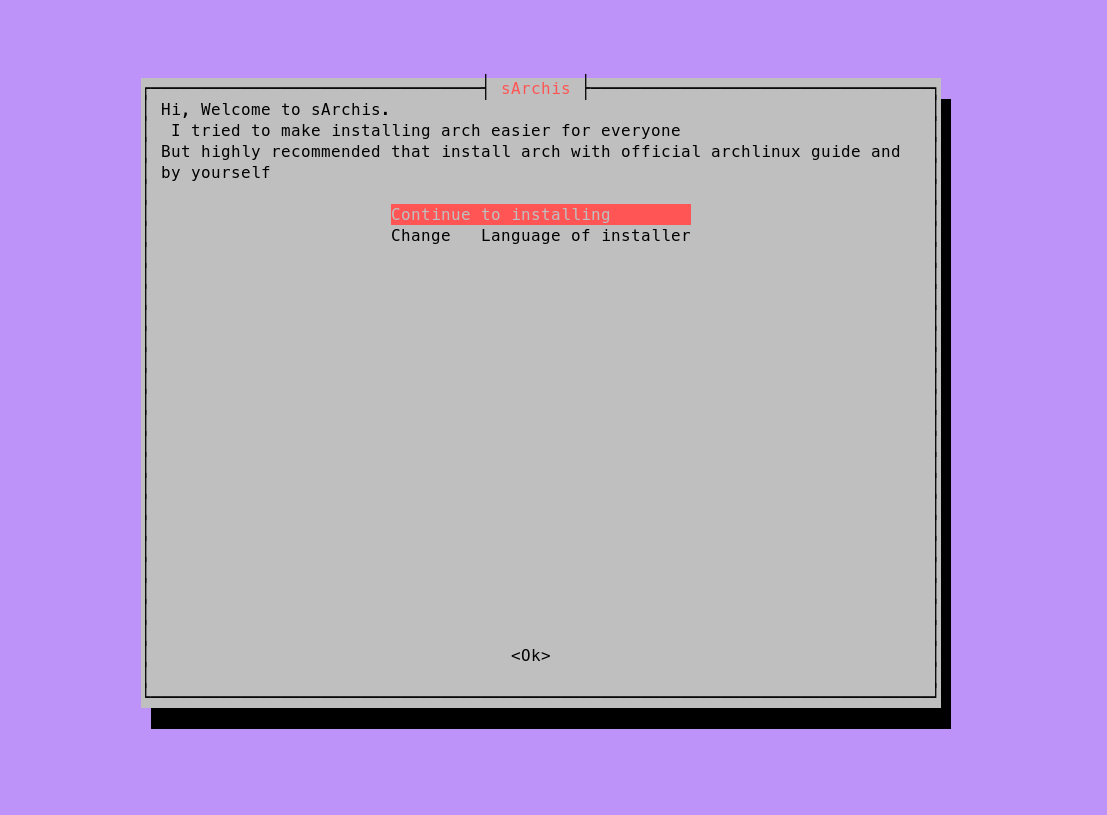 sArchis
Hi, Welcome to sArchis.
I tried to make installing arch easier for everyone
But highly recommended that install arch with official archlinux guide and
by yourself
Continue to installing
Change   Language of installer
<Ok>